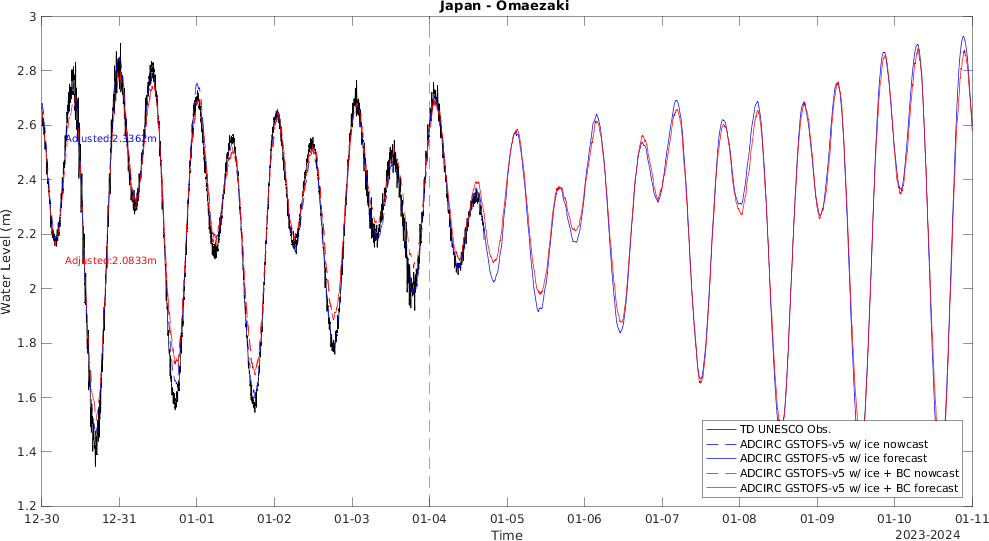 Japan - Omaezaki
3
2.8
2.6
2.4
2.2
2
1.8
1.6
1.4
1.2
Water Level (m)
Adjusted:2.3362m
Adjusted:2.0833m
TD UNESCO Obs.
ADCIRC GSTOFS-v5 w/ ice nowcast
ADCIRC GSTOFS-v5 w/ ice forecast
ADCIRC GSTOFS-v5 w/ ice + BC nowcast
ADCIRC GSTOFS-v5 w/ ice + BC forecast
12-30 12-31 01-01 01-02 01-03 01-04 01-05 01-06 01-07 01-08 01-09 01-10 01-11
Time
2023-2024